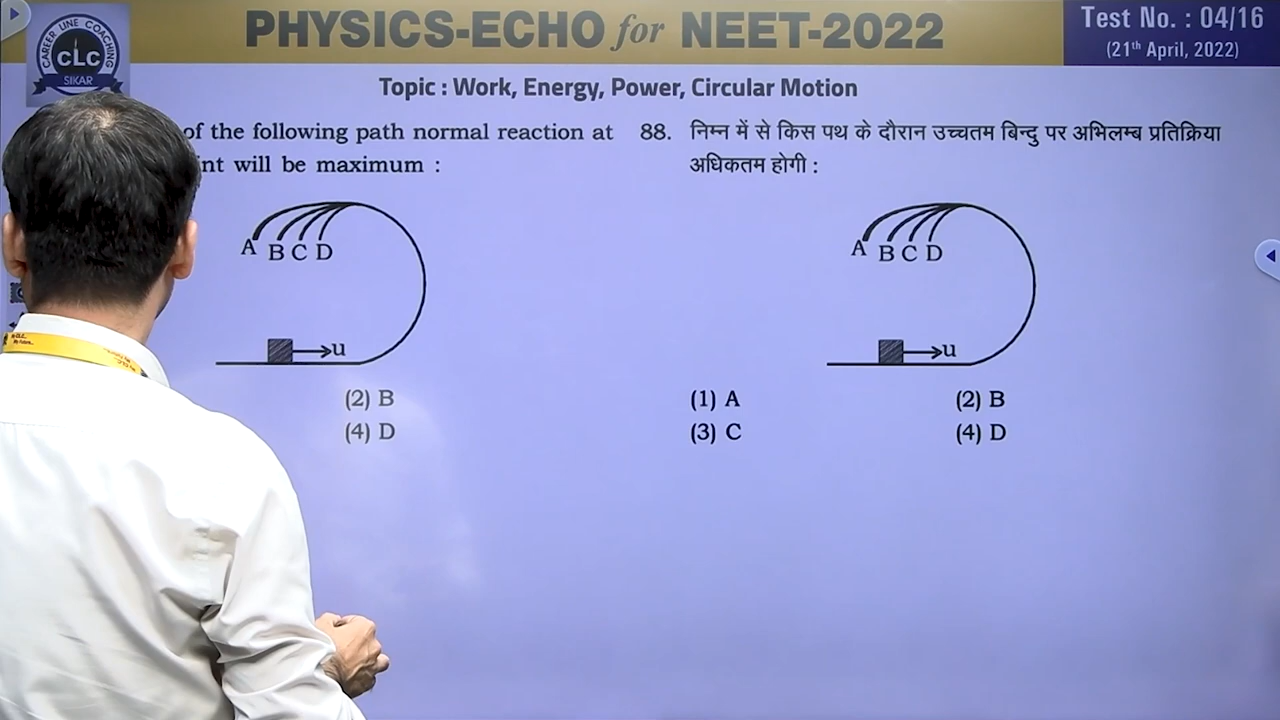 PHYSICS-ECHO for NEET-2022
Test No. : 04/16
(21th April, 2022)
CAREER LINE COACHING
CLC
SIKAR
Topic : Work, Energy, Power, Circular Motion
of the following path normal reaction at
int will be maximum :
A B C D
u
(2) B
(4) D
88. निम्न में से किस पथ के दौरान उच्चतम बिन्दु पर अभिलम्ब प्रतिक्रिया
अधिकतम होगी :
A B C D
u
(1) A (2) B
(3) C (4) D